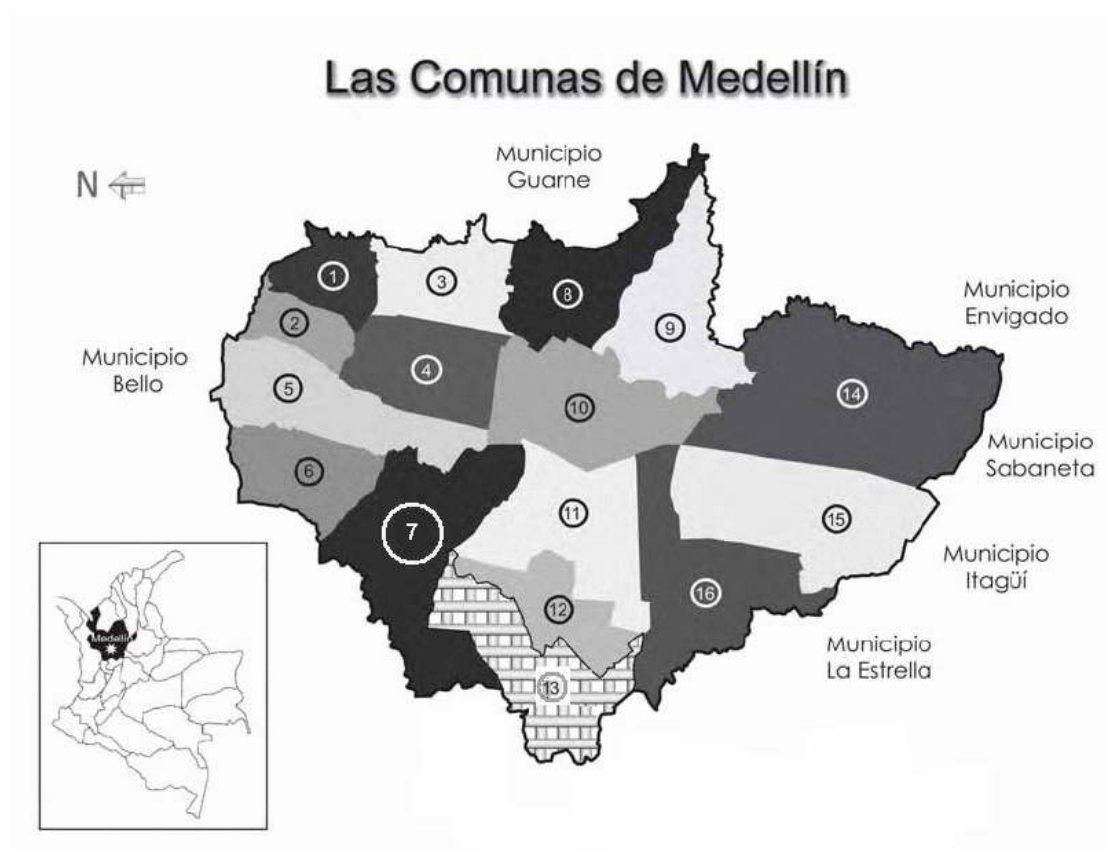 Las Comunas de Medellín
Municipio
Guarne
N
1
3
8
9
2
4
5
10
14
6
7
11
15
12
16
13
Municipio
Envigado
Municipio
Bello
Municipio
Sabaneta
Municipio
Itagüí
Municipio
La Estrella
Medellín